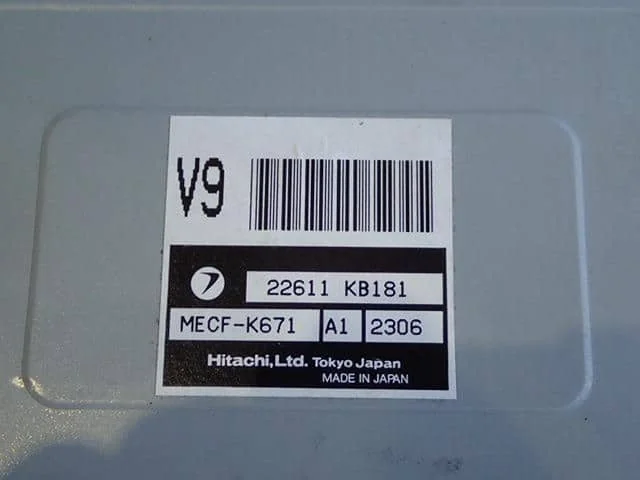 V9
22611 KB181
MECF-K671 A1 2306
Hitachi,Ltd. Tokyo Japan
MADE IN JAPAN